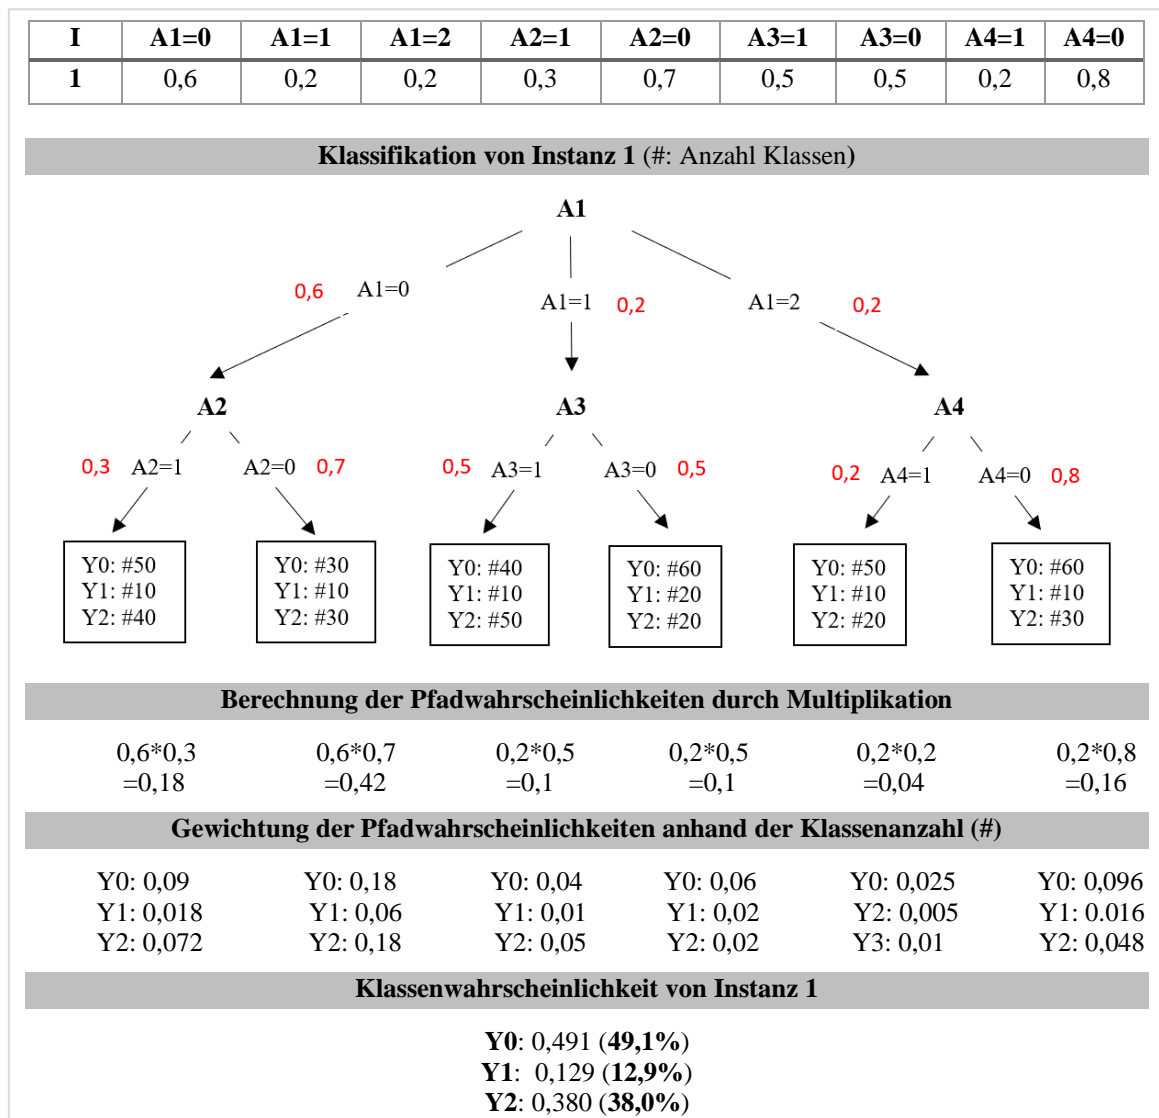 I A1=0 A1=1 A1=2 A2=1 A2=0 A3=1 A3=0 A4=1 A4=0
1 0,6 0,2 0,2 0,3 0,7 0,5 0,5 0,2 0,8
Klassifikation von Instanz 1 (#: Anzahl Klassen)
A1
0,6 A1=0 A1=1 0,2 A1=2 0,2
A2 A3 A4
0,3 A2=1 A2=0 0,7 0,5 A3=1 A3=0 0,5 0,2 A4=1 A4=0 0,8
Y0: #50 Y0: #30 Y0: #40 Y0: #60 Y0: #50 Y0: #60
Y1: #10 Y1: #10 Y1: #10 Y1: #20 Y1: #10 Y1: #10
Y2: #40 Y2: #30 Y2: #50 Y2: #20 Y2: #20 Y2: #30
Berechnung der Pfadwahrscheinlichkeiten durch Multiplikation
0,6*0,3 0,6*0,7 0,2*0,5 0,2*0,5 0,2*0,2 0,2*0,8
=0,18 =0,42 =0,1 =0,1 =0,04 =0,16
Gewichtung der Pfadwahrscheinlichkeiten anhand der Klassenanzahl (#)
Y0: 0,09 Y0: 0,18 Y0: 0,04 Y0: 0,06 Y0: 0,025 Y0: 0,096
Y1: 0,018 Y1: 0,06 Y1: 0,01 Y1: 0,02 Y2: 0,005 Y1: 0.016
Y2: 0,072 Y2: 0,18 Y2: 0,05 Y2: 0,02 Y3: 0,01 Y2: 0,048
Klassenwahrscheinlichkeit von Instanz 1
Y0: 0,491 (49,1%)
Y1: 0,129 (12,9%)
Y2: 0,380 (38,0%)